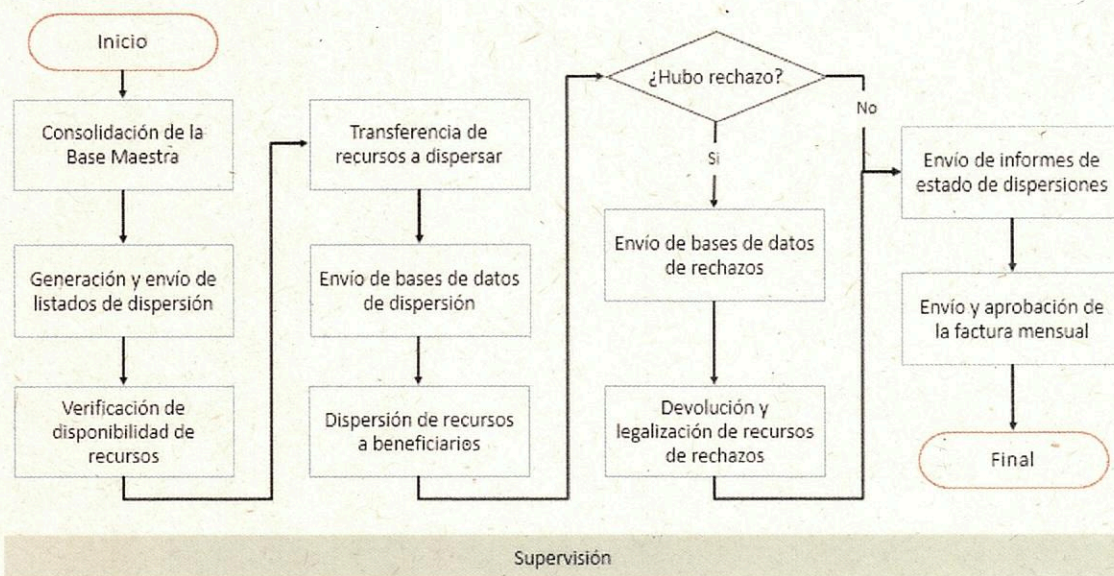 Inicio
Consolidación de la
Base Maestra
Generación y envío de
listados de dispersión
Verificación de
disponibilidad de
recursos
Transferencia de
recursos a dispersar
Envío de bases de datos
de dispersión
Dispersión de recursos
a beneficiarios
¿Hubo rechazo?
Si
No
Envío de bases de datos
de rechazos
Devolución y
legalización de recursos
de rechazos
Envío de informes de
estado de dispersiones
Envío y aprobación de
la factura mensual
Final
Supervisión